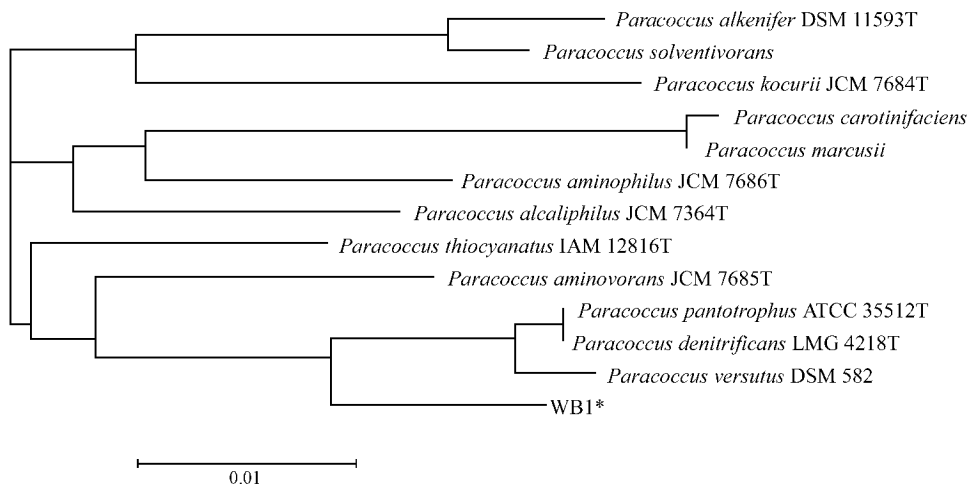 Paracoccus alkenifer DSM 11593T
Paracoccus solventivorans
Paracoccus kocurii JCM 7684T
Paracoccus carotinifaciens
Paracoccus marcusii
Paracoccus aminophilus JCM 7686T
Paracoccus alcaliphilus JCM 7364T
Paracoccus thiocyanatus IAM 12816T
Paracoccus aminovorans JCM 7685T
Paracoccus pantotrophus ATCC 35512T
Paracoccus denitrificans LMG 4218T
Paracoccus versutus DSM 582
WB1*
0.01